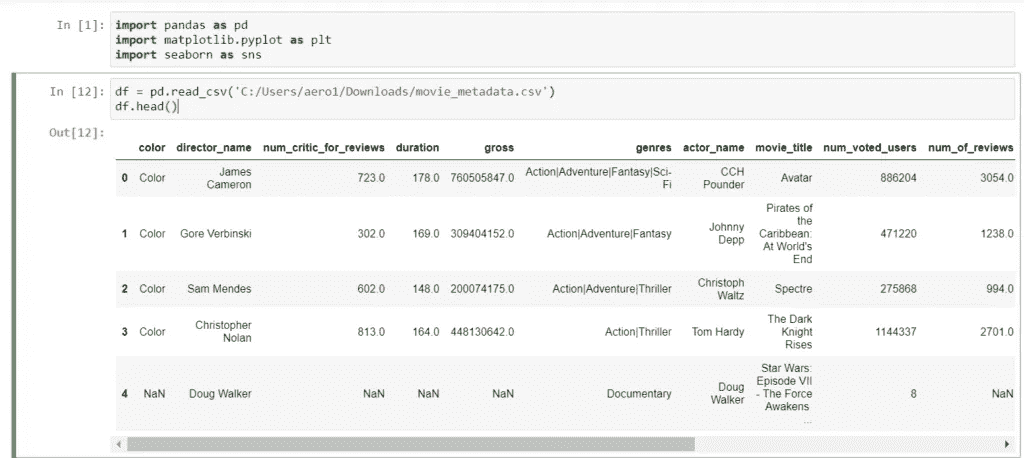 In [1]: import pandas as pd
import matplotlib.pyplot as plt
import seaborn as sns
In [12]: df = pd.read_csv('C:/Users/aero1/Downloads/movie_metadata.csv')
df.head()
Out[12]:
color director_name num_critic_for_reviews duration gross genres actor_name movie_title num_voted_users num_of_reviews
0 Color James Cameron 723.0 178.0 760505847.0 Action|Adventure|Fantasy|Sci-Fi CCH Pounder Avatar 886204 3054.0
1 Color Gore Verbinski 302.0 169.0 309404152.0 Action|Adventure|Fantasy Johnny Depp Pirates of the Caribbean: At World's End 471220 1238.0
2 Color Sam Mendes 602.0 148.0 200074175.0 Action|Adventure|Thriller Christoph Waltz Spectre 275868 994.0
3 Color Christopher Nolan 813.0 164.0 448130642.0 Action|Thriller Tom Hardy The Dark Knight Rises 1144337 2701.0
4 NaN Doug Walker NaN NaN NaN Documentary Doug Walker Star Wars: Episode VII - The Force Awakens ... 8 NaN